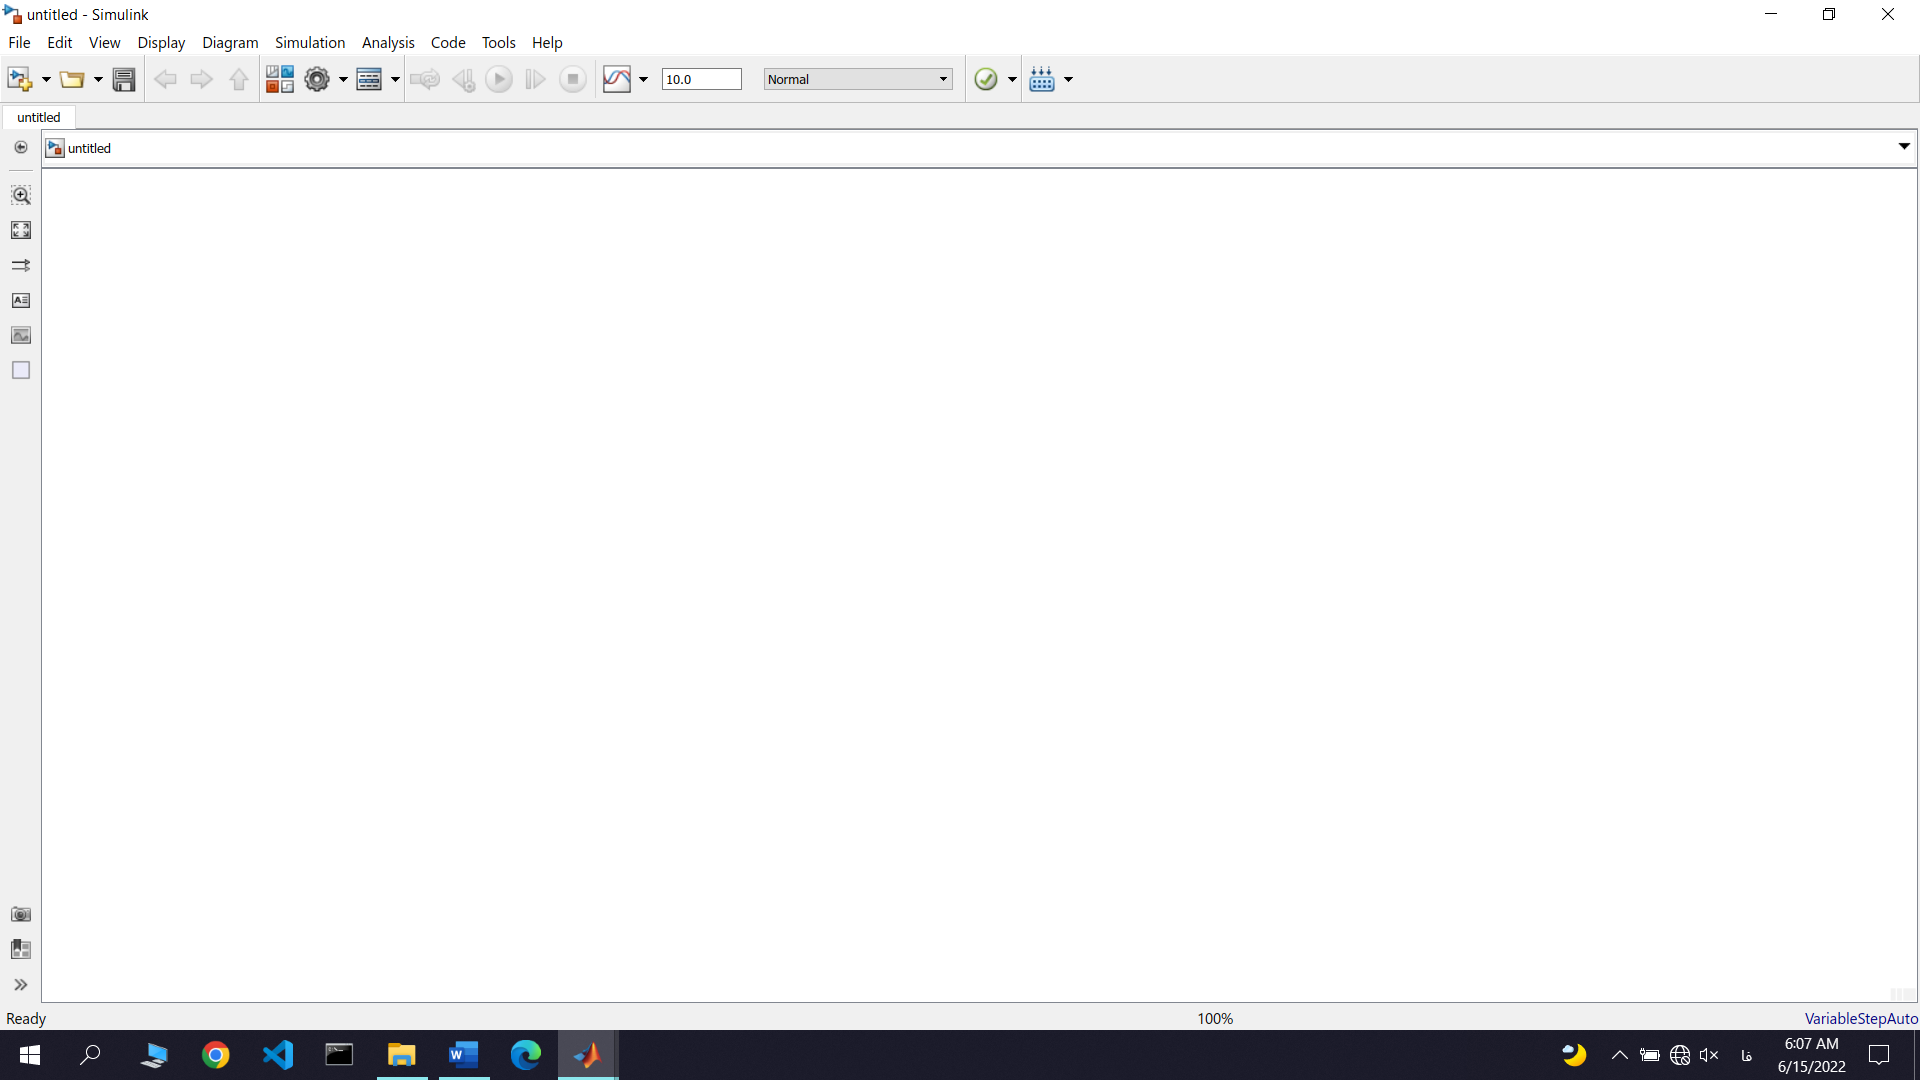 untitled - Simulink
File Edit View Display Diagram Simulation Analysis Code Tools Help
10.0 Normal
untitled
untitled
Ready 100% VariableStepAuto
فا 6:07 AM
6/15/2022